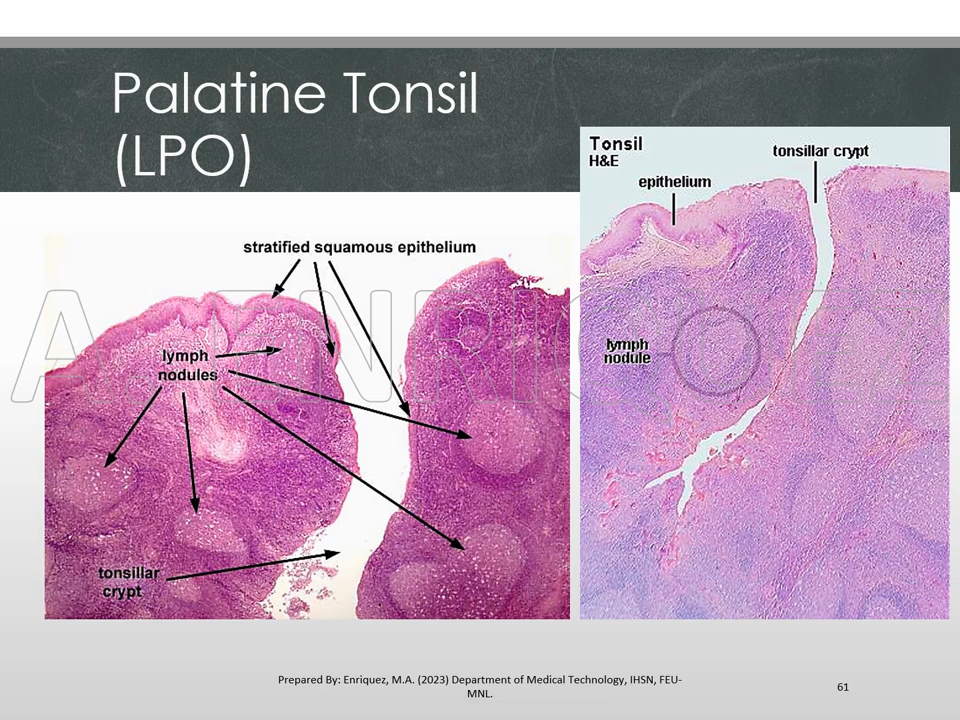 Palatine Tonsil
(LPO)
stratified squamous epithelium
lymph
nodules
tonsillar
crypt
Tonsil
H&E
tonsillar crypt
epithelium
lymph
nodule
Prepared By: Enriquez, M.A. (2023) Department of Medical Technology, IHSN, FEU-
MNL.
61